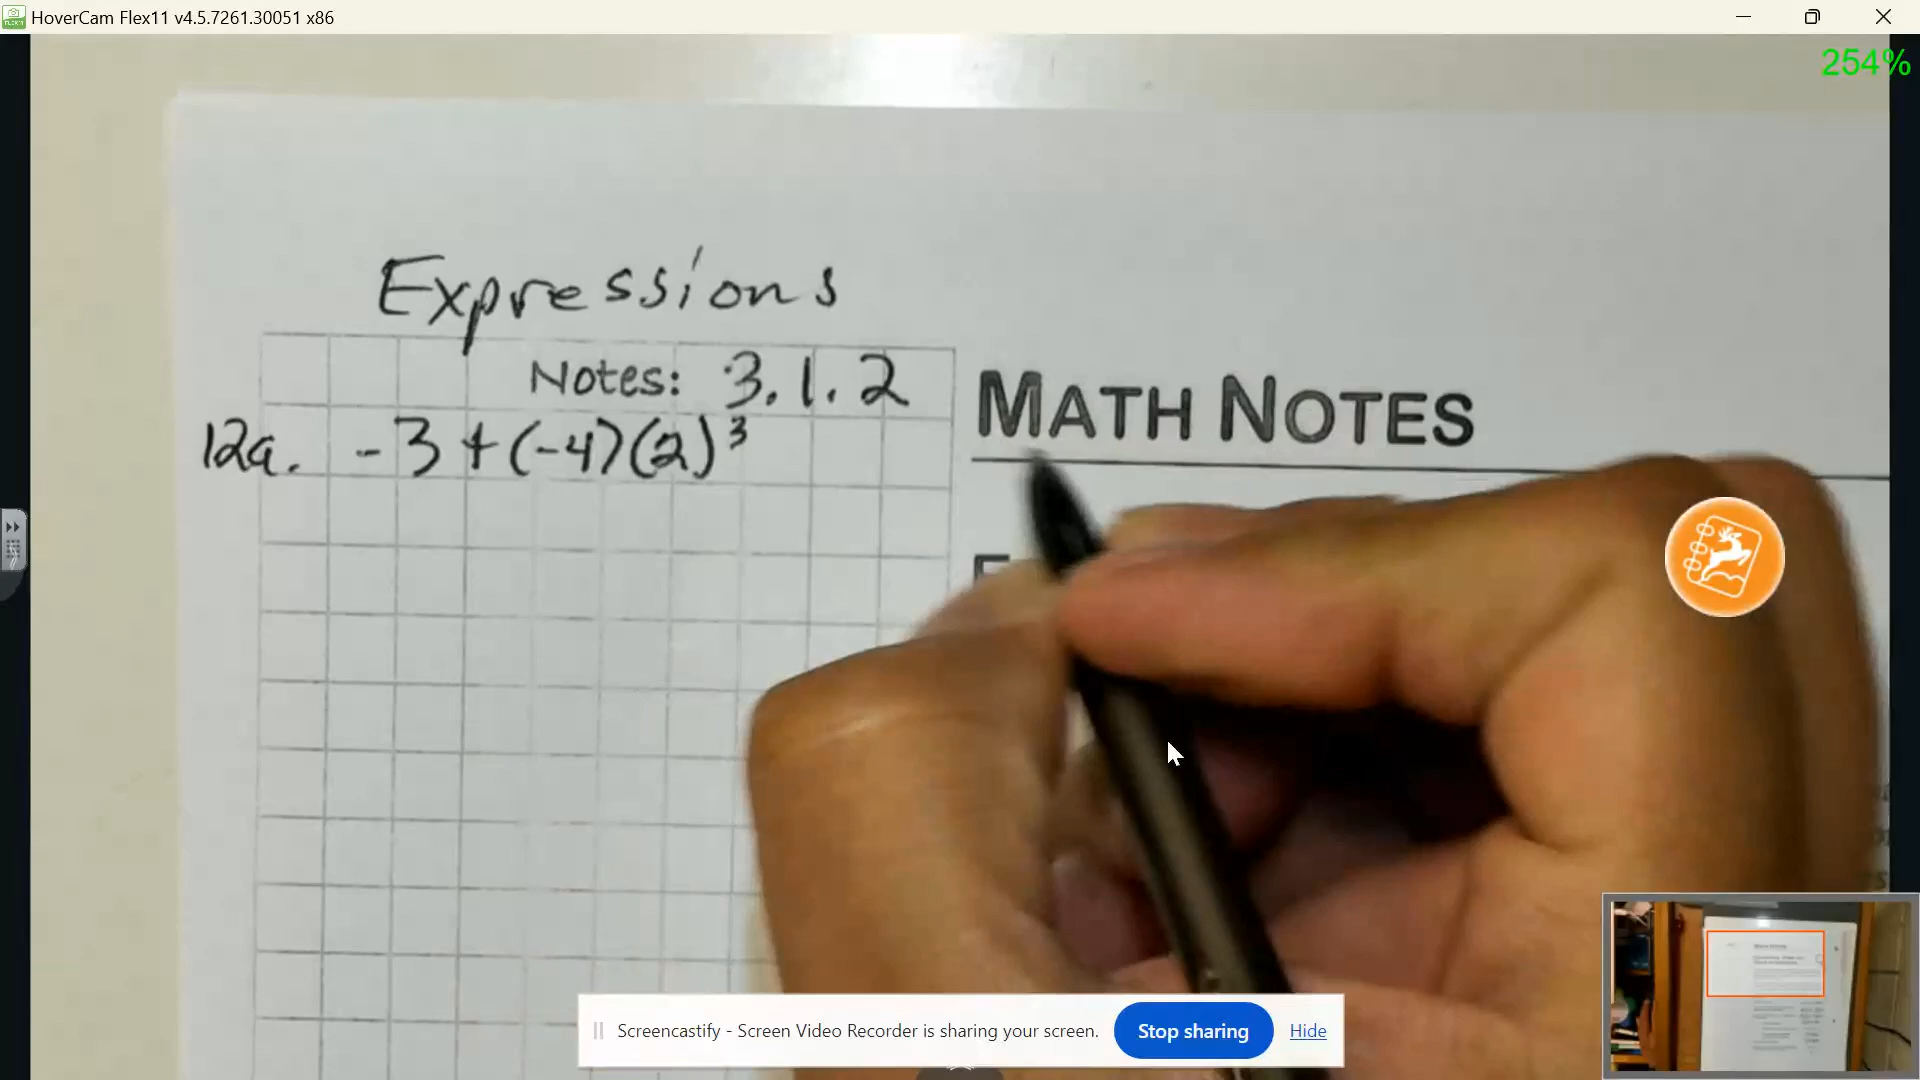 HoverCam Flex11 v4.5.7261.30051 x86
254%
Expressions
Notes: 3.1.2
12a. -3+(-4)(2)³
MATH NOTES
Screencastify - Screen Video Recorder is sharing your screen.
Stop sharing
Hide